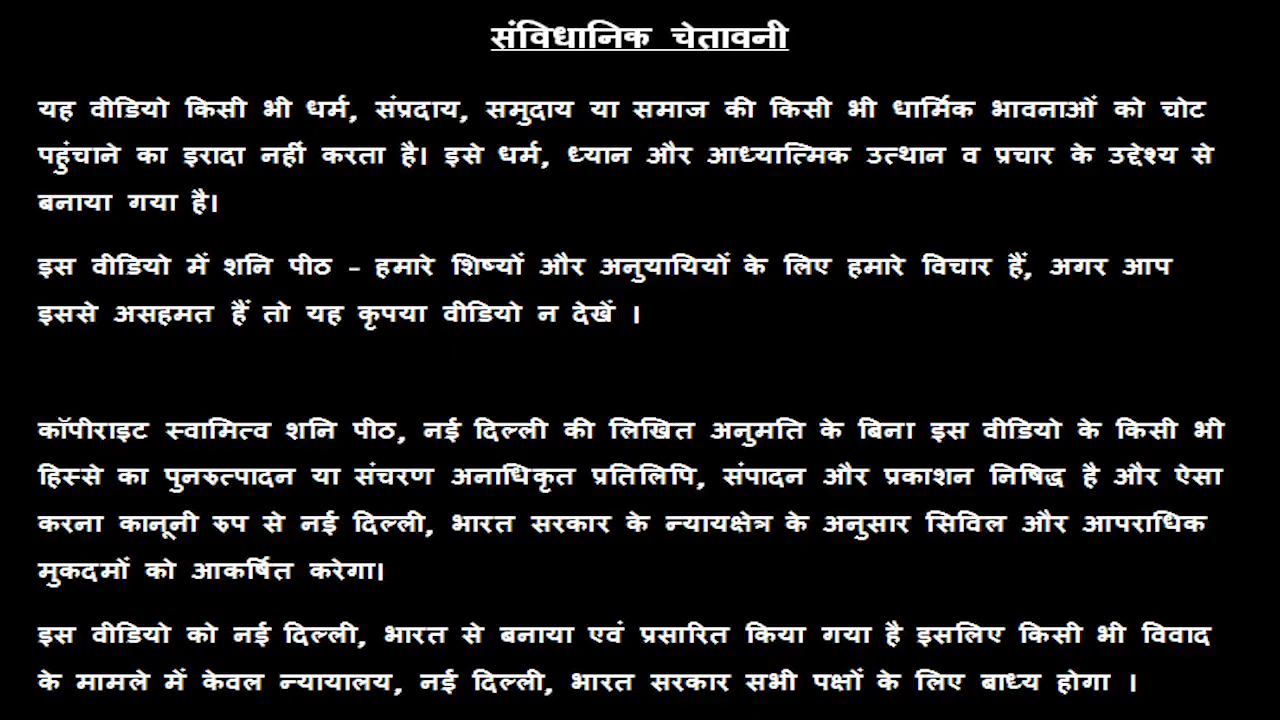 संविधानिक चेतावनी
यह वीडियो किसी भी धर्म, संप्रदाय, समुदाय या समाज की किसी भी धार्मिक भावनाओं को चोट
पहुंचाने का इरादा नहीं करता है। इसे धर्म, ध्यान और आध्यात्मिक उत्थान व प्रचार के उद्देश्य से
बनाया गया है।
इस वीडियो में शनि पीठ – हमारे शिष्यों और अनुयायियों के लिए हमारे विचार हैं, अगर आप
इससे असहमत हैं तो यह कृपया वीडियो न देखें ।
कॉपीराइट स्वामित्व शनि पीठ, नई दिल्ली की लिखित अनुमति के बिना इस वीडियो के किसी भी
हिस्से का पुनरुत्पादन या संचरण अनाधिकृत प्रतिलिपि, संपादन और प्रकाशन निषिद्ध है और ऐसा
करना कानूनी रुप से नई दिल्ली, भारत सरकार के न्यायक्षेत्र के अनुसार सिविल और आपराधिक
मुकदमों को आकर्षित करेगा।
इस वीडियो को नई दिल्ली, भारत से बनाया एवं प्रसारित किया गया है इसलिए किसी भी विवाद
के मामले में केवल न्यायालय, नई दिल्ली, भारत सरकार सभी पक्षों के लिए बाध्य होगा ।